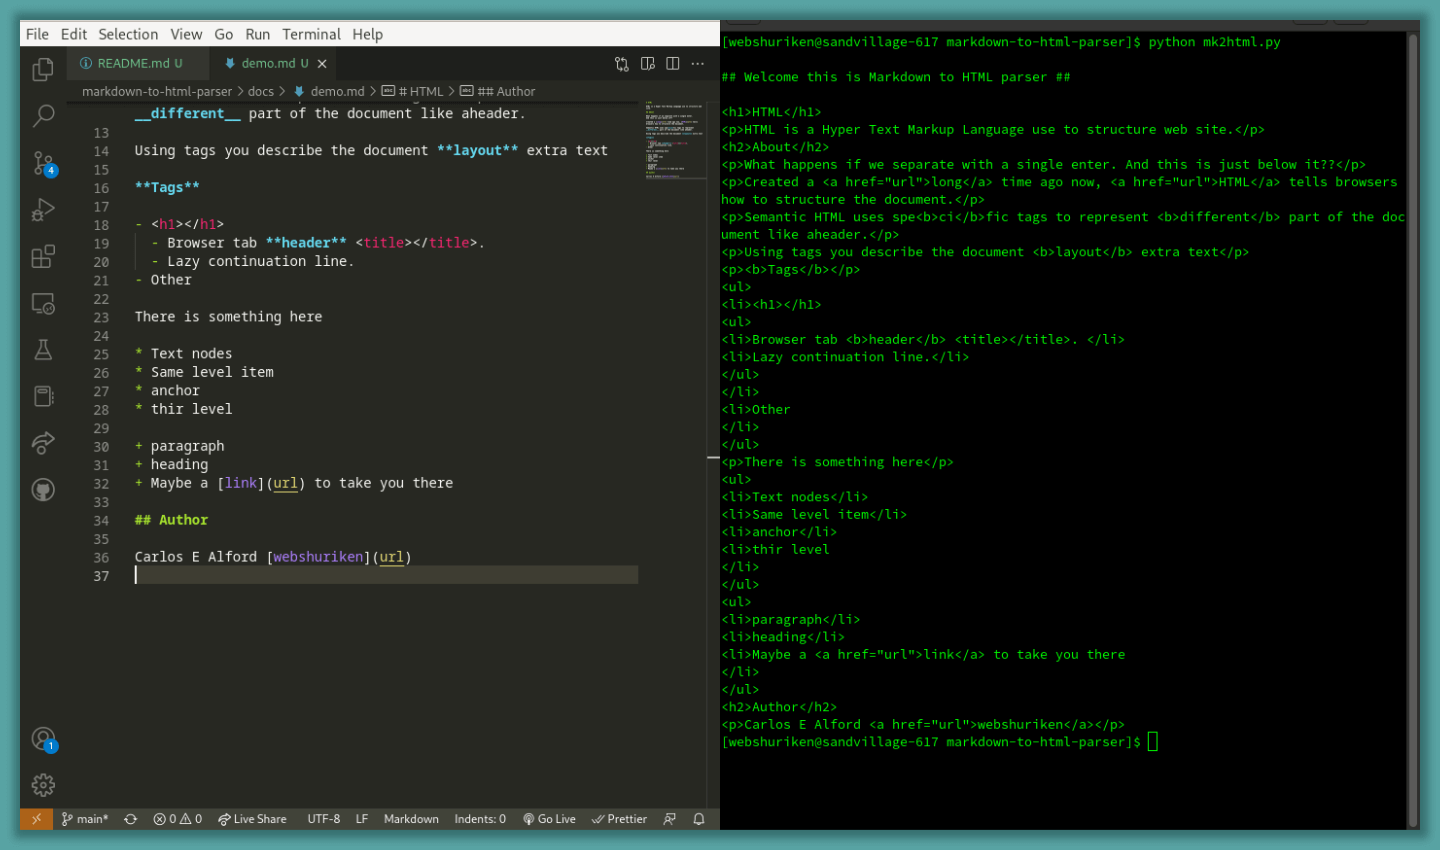 File Edit Selection View Go Run Terminal Help
README.md U demo.md U
markdown-to-html-parser > docs > demo.md > # HTML > ## Author
__different__ part of the document like aheader.
13
14 Using tags you describe the document **layout** extra text
15
16 **Tags**
17
18 - <h1></h1>
19 - Browser tab **header** <title></title>.
20 - Lazy continuation line.
21 - Other
22
23 There is something here
24
25 * Text nodes
26 * Same level item
27 * anchor
28 * thir level
29
30 + paragraph
31 + heading
32 + Maybe a [link](url) to take you there
33
34 ## Author
35
36 Carlos E Alford [webshuriken](url)
37
4
1
main* 0 0 Live Share UTF-8 LF Markdown Indents: 0 Go Live Prettier
[webshuriken@sandvillage-617 markdown-to-html-parser]$ python mk2html.py
## Welcome this is Markdown to HTML parser ##
<h1>HTML</h1>
<p>HTML is a Hyper Text Markup Language use to structure web site.</p>
<h2>About</h2>
<p>What happens if we separate with a single enter. And this is just below it??</p>
<p>Created a <a href="url">long</a> time ago now, <a href="url">HTML</a> tells browsers
how to structure the document.</p>
<p>Semantic HTML uses spe<b>ci</b>fic tags to represent <b>different</b> part of the doc
ument like aheader.</p>
<p>Using tags you describe the document <b>layout</b> extra text</p>
<p><b>Tags</b></p>
<ul>
<li><h1></h1>
<ul>
<li>Browser tab <b>header</b> <title></title>. </li>
<li>Lazy continuation line.</li>
</ul>
</li>
<li>Other
</li>
</ul>
<p>There is something here</p>
<ul>
<li>Text nodes</li>
<li>Same level item</li>
<li>anchor</li>
<li>thir level
</li>
</ul>
<ul>
<li>paragraph</li>
<li>heading</li>
<li>Maybe a <a href="url">link</a> to take you there
</li>
</ul>
<h2>Author</h2>
<p>Carlos E Alford <a href="url">webshuriken</a></p>
[webshuriken@sandvillage-617 markdown-to-html-parser]$